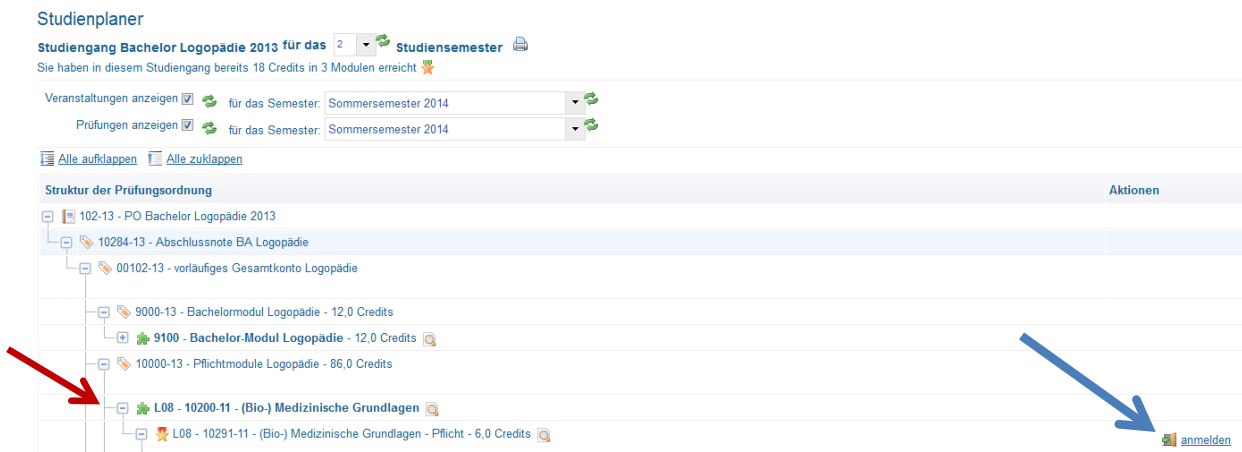 Studienplaner
Studiengang Bachelor Logopädie 2013 für das 2 Studiensemester
Sie haben in diesem Studiengang bereits 18 Credits in 3 Modulen erreicht
Veranstaltungen anzeigen für das Semester: Sommersemester 2014
Prüfungen anzeigen für das Semester: Sommersemester 2014
Alle aufklappen Alle zuklappen
Struktur der Prüfungsordnung Aktionen
102-13 - PO Bachelor Logopädie 2013
10284-13 - Abschlussnote BA Logopädie
00102-13 - vorläufiges Gesamtkonto Logopädie
9000-13 - Bachelormodul Logopädie - 12,0 Credits
9100 - Bachelor-Modul Logopädie - 12,0 Credits
10000-13 - Pflichtmodule Logopädie - 86,0 Credits
L08 - 10200-11 - (Bio-) Medizinische Grundlagen
L08 - 10291-11 - (Bio-) Medizinische Grundlagen - Pflicht - 6,0 Credits
anmelden